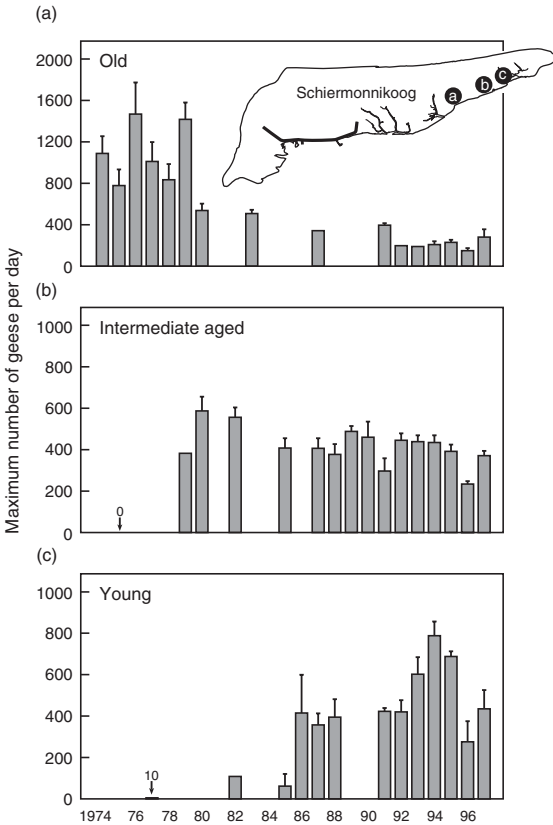 (a)
Old
2000
1600
1200
800
400
0
Schiermonnikoog
a
b
c
Maximum number of geese per day
(b)
Intermediate aged
1000
800
600
400
200
0
0
(c)
Young
1000
800
600
400
200
0
10
1974 76 78 80 82 84 86 88 90 92 94 96